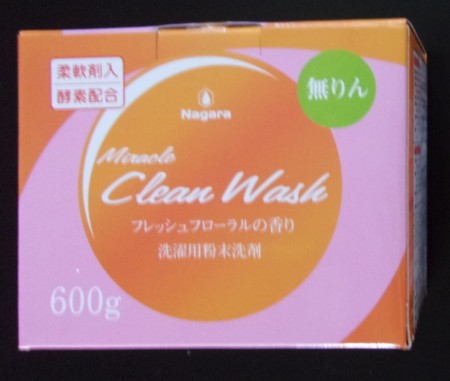 柔軟剤入
酵素配合
無りん
Nagara
Miracle
Clean Wash
フレッシュフローラルの香り
洗濯用粉末洗剤
600g